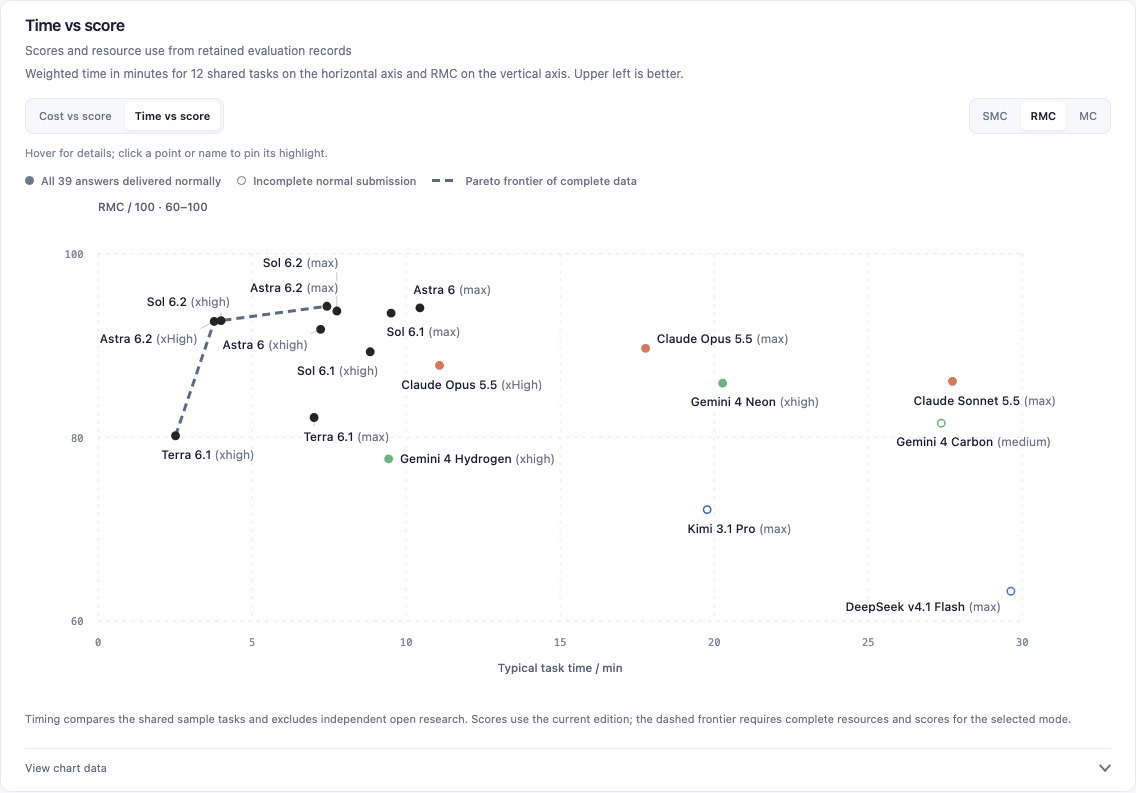 Time vs score
Scores and resource use from retained evaluation records
Weighted time in minutes for 12 shared tasks on the horizontal axis and RMC on the vertical axis. Upper left is better.
Cost vs score Time vs score SMC RMC MC
Hover for details; click a point or name to pin its highlight.
All 39 answers delivered normally Incomplete normal submission Pareto frontier of complete data
RMC / 100 · 60–100
100
Sol 6.2 (max)
Astra 6.2 (max)
Astra 6 (max)
Sol 6.2 (xhigh)
Sol 6.1 (max)
Astra 6.2 (xHigh)
Astra 6 (xhigh)
Claude Opus 5.5 (max)
Sol 6.1 (xhigh)
Claude Opus 5.5 (xHigh)
Gemini 4 Neon (xhigh)
Claude Sonnet 5.5 (max)
80
Terra 6.1 (max)
Gemini 4 Carbon (medium)
Terra 6.1 (xhigh)
Gemini 4 Hydrogen (xhigh)
Kimi 3.1 Pro (max)
DeepSeek v4.1 Flash (max)
60
0 5 10 15 20 25 30
Typical task time / min
Timing compares the shared sample tasks and excludes independent open research. Scores use the current edition; the dashed frontier requires complete resources and scores for the selected mode.
View chart data